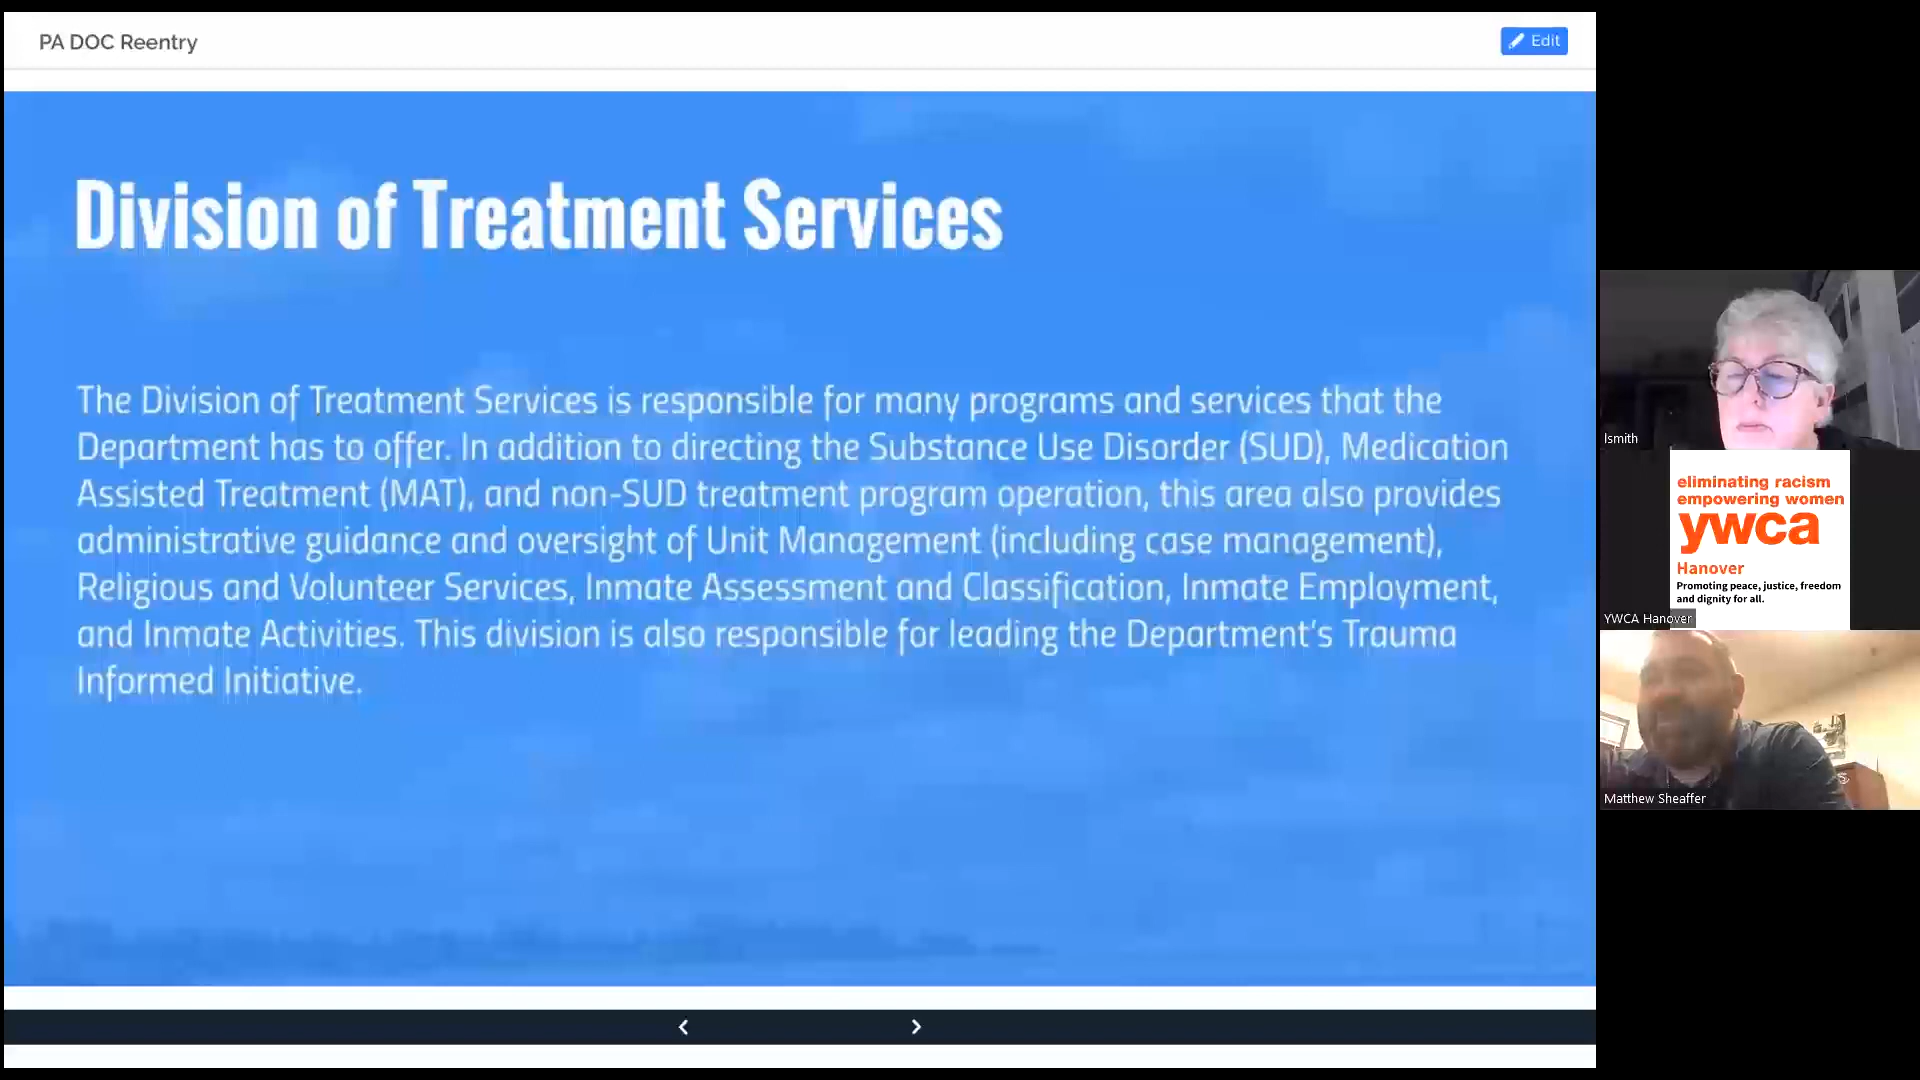 PA DOC Reentry
Edit
Division of Treatment Services
The Division of Treatment Services is responsible for many programs and services that the
Department has to offer. In addition to directing the Substance Use Disorder (SUD), Medication
Assisted Treatment (MAT), and non-SUD treatment program operation, this area also provides
administrative guidance and oversight of Unit Management (including case management),
Religious and Volunteer Services, Inmate Assessment and Classification, Inmate Employment,
and Inmate Activities. This division is also responsible for leading the Department's Trauma
Informed Initiative.
lsmith
eliminating racism
empowering women
ywca
Hanover
Promoting peace, justice, freedom
and dignity for all.
YWCA Hanover
Matthew Sheaffer